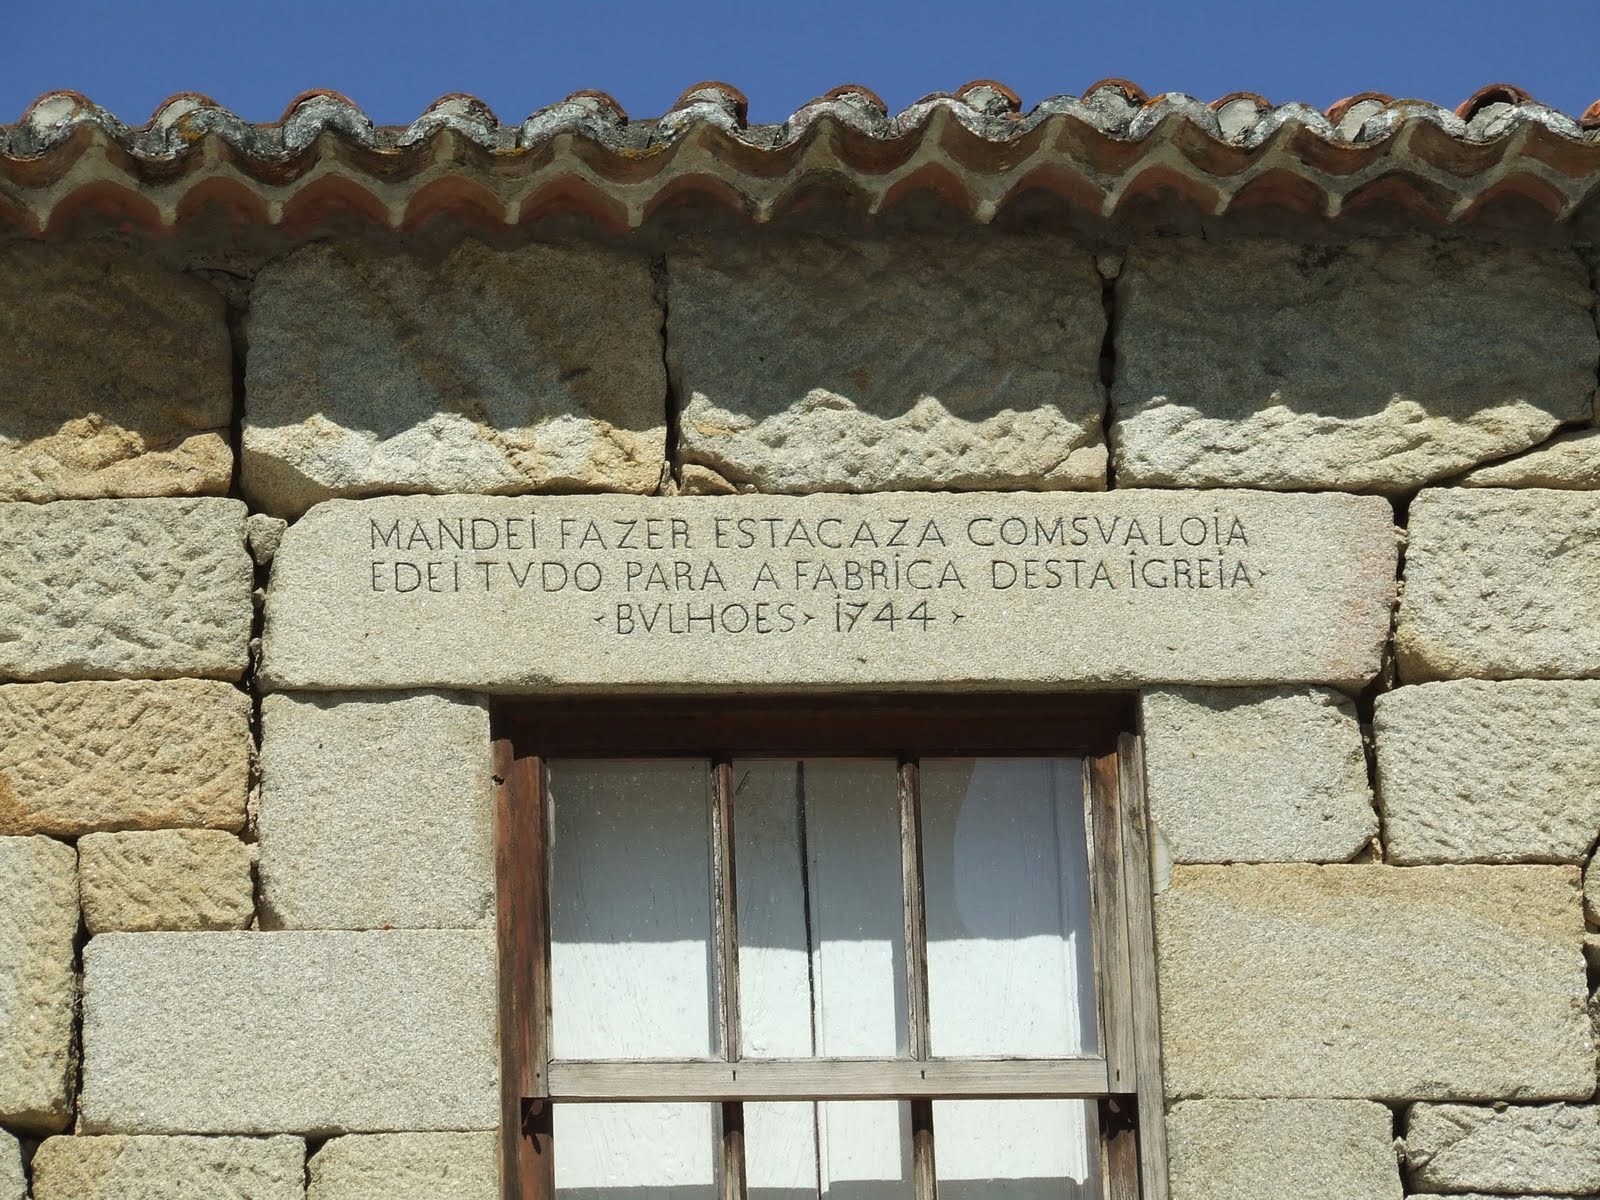 MANDEI FAZER ESTACAZA COMSVALOIA
EDEI TVDO PARA A FABRICA DESTA IGREIA
BVLHOES 1744